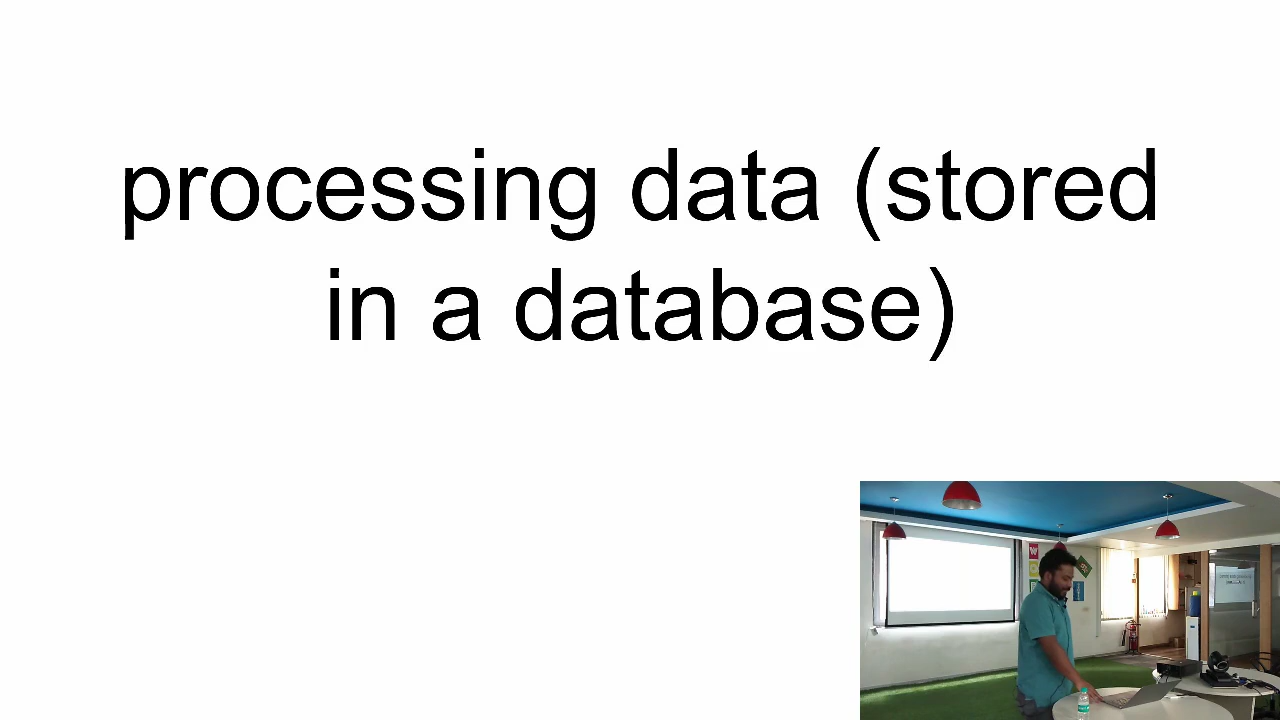 processing data (stored
in a database)